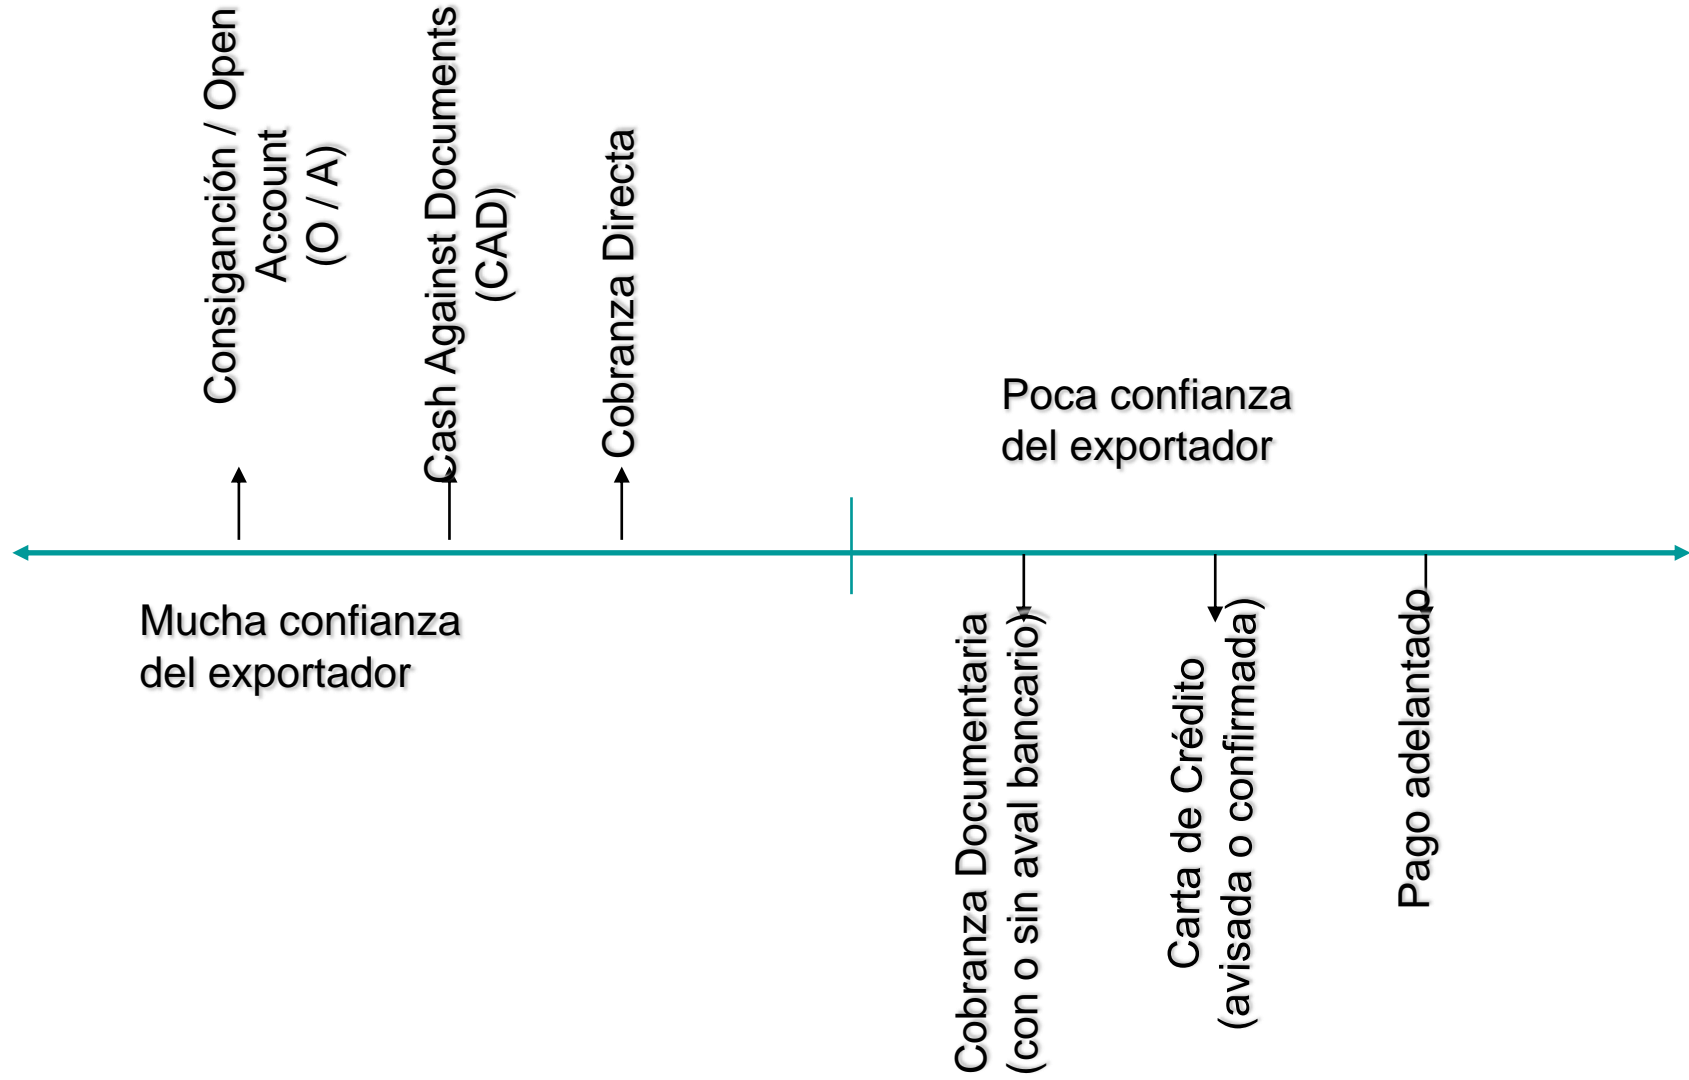 Consiganción / Open
Account
(O / A)
Cash Against Documents
(CAD)
Cobranza Directa
Poca confianza
del exportador
Mucha confianza
del exportador
Cobranza Documentaria
(con o sin aval bancario)
Carta de Crédito
(avisada o confirmada)
Pago adelantado